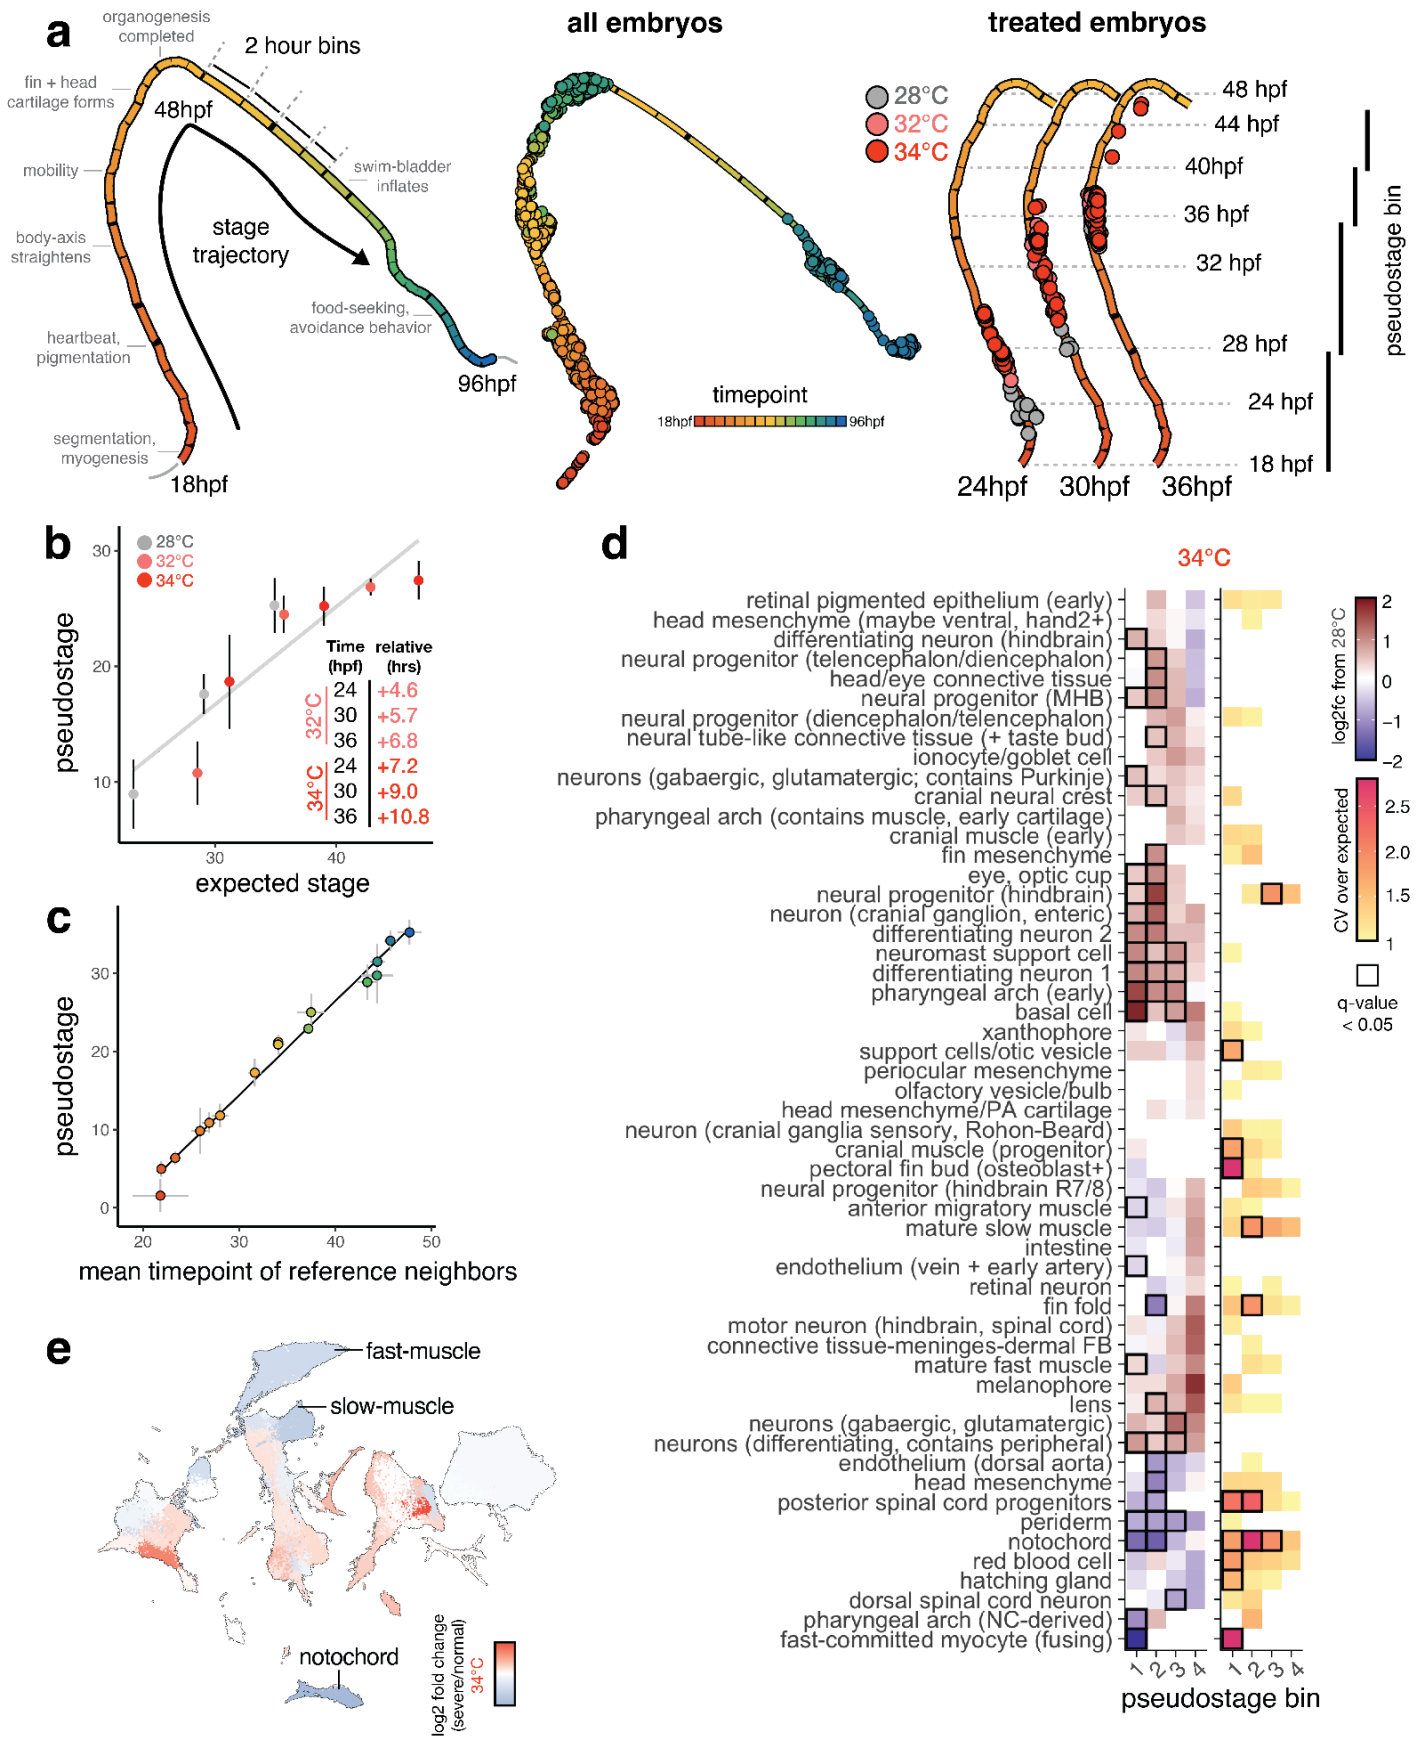 a
organogenesis
completed
2 hour bins
fin + head
cartilage forms
48hpf
mobility
swim-bladder
inflates
stage
trajectory
body-axis
straightens
food-seeking,
avoidance behavior
heartbeat,
pigmentation
96hpf
segmentation,
myogenesis
18hpf
all embryos
timepoint
18hpf
96hpf
treated embryos
28°C
32°C
34°C
48 hpf
44 hpf
40hpf
36 hpf
32 hpf
28 hpf
24 hpf
18 hpf
24hpf
30hpf
36hpf
pseudostage bin
b
28°C
32°C
34°C
30
20
10
pseudostage
Time relative
(hpf) (hrs)
32°C
24 +4.6
30 +5.7
36 +6.8
34°C
24 +7.2
30 +9.0
36 +10.8
30 40
expected stage
c
30
20
10
0
pseudostage
20 30 40 50
mean timepoint of reference neighbors
d
34°C
retinal pigmented epithelium (early)
head mesenchyme (maybe ventral, hand2+)
differentiating neuron (hindbrain)
neural progenitor (telencephalon/diencephalon)
head/eye connective tissue
neural progenitor (MHB)
neural progenitor (diencephalon/telencephalon)
neural tube-like connective tissue (+ taste bud)
ionocyte/goblet cell
neurons (gabaergic, glutamatergic; contains Purkinje)
cranial neural crest
pharyngeal arch (contains muscle, early cartilage)
cranial muscle (early)
fin mesenchyme
eye, optic cup
neural progenitor (hindbrain)
neuron (cranial ganglion, enteric)
differentiating neuron 2
neuromast support cell
differentiating neuron 1
pharyngeal arch (early)
basal cell
xanthophore
support cells/otic vesicle
periocular mesenchyme
olfactory vesicle/bulb
head mesenchyme/PA cartilage
neuron (cranial ganglia sensory, Rohon-Beard)
cranial muscle (progenitor)
pectoral fin bud (osteoblast+)
neural progenitor (hindbrain R7/8)
anterior migratory muscle
mature slow muscle
intestine
endothelium (vein + early artery)
retinal neuron
fin fold
motor neuron (hindbrain, spinal cord)
connective tissue-meninges-dermal FB
mature fast muscle
melanophore
lens
neurons (gabaergic, glutamatergic)
neurons (differentiating, contains peripheral)
endothelium (dorsal aorta)
head mesenchyme
posterior spinal cord progenitors
periderm
notochord
red blood cell
hatching gland
dorsal spinal cord neuron
pharyngeal arch (NC-derived)
fast-committed myocyte (fusing)
1 2 3 4
1 2 3 4
pseudostage bin
log2fc from 28°C
2
1
0
−1
−2
CV over expected
2.5
2.0
1.5
1
q-value
< 0.05
e
fast-muscle
slow-muscle
notochord
log2 fold change
(severe/normal)
34°C